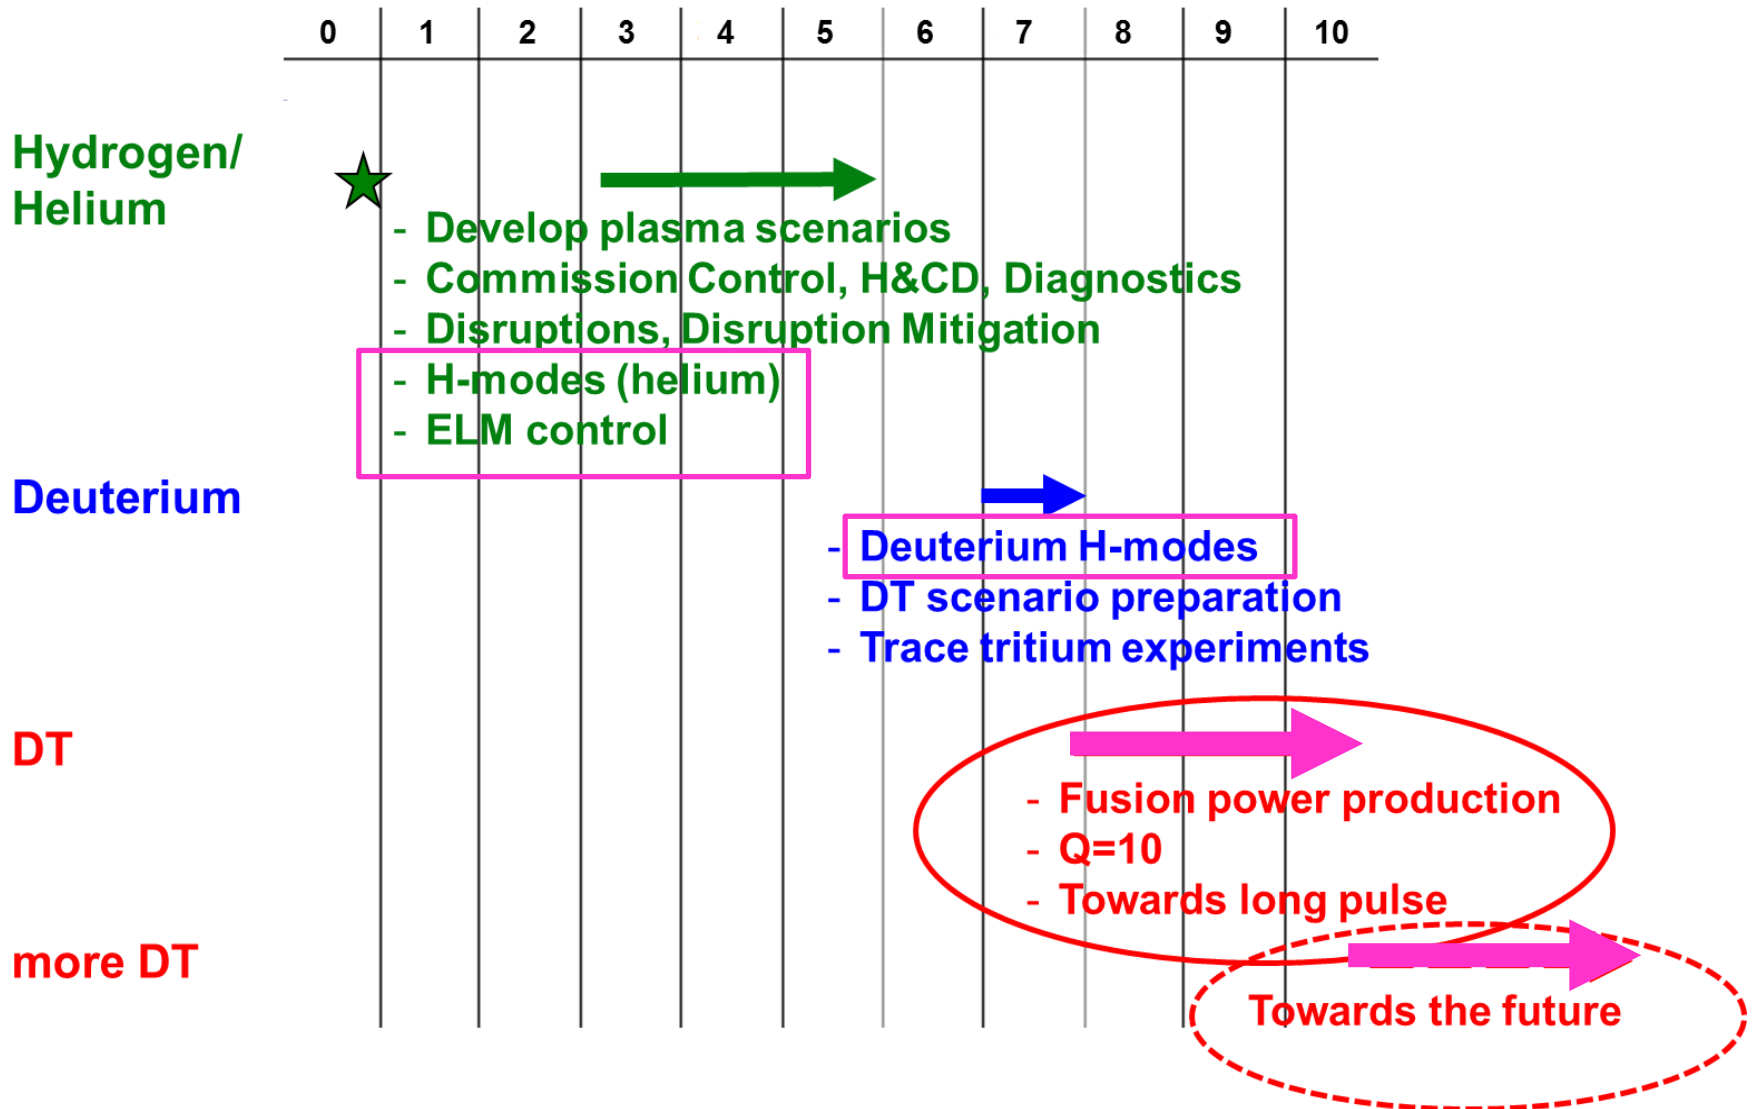 0 1 2 3 4 5 6 7 8 9 10
Hydrogen/
Helium
- Develop plasma scenarios
- Commission Control, H&CD, Diagnostics
- Disruptions, Disruption Mitigation
- H-modes (helium)
- ELM control
Deuterium
- Deuterium H-modes
- DT scenario preparation
- Trace tritium experiments
DT
- Fusion power production
- Q=10
- Towards long pulse
more DT
Towards the future